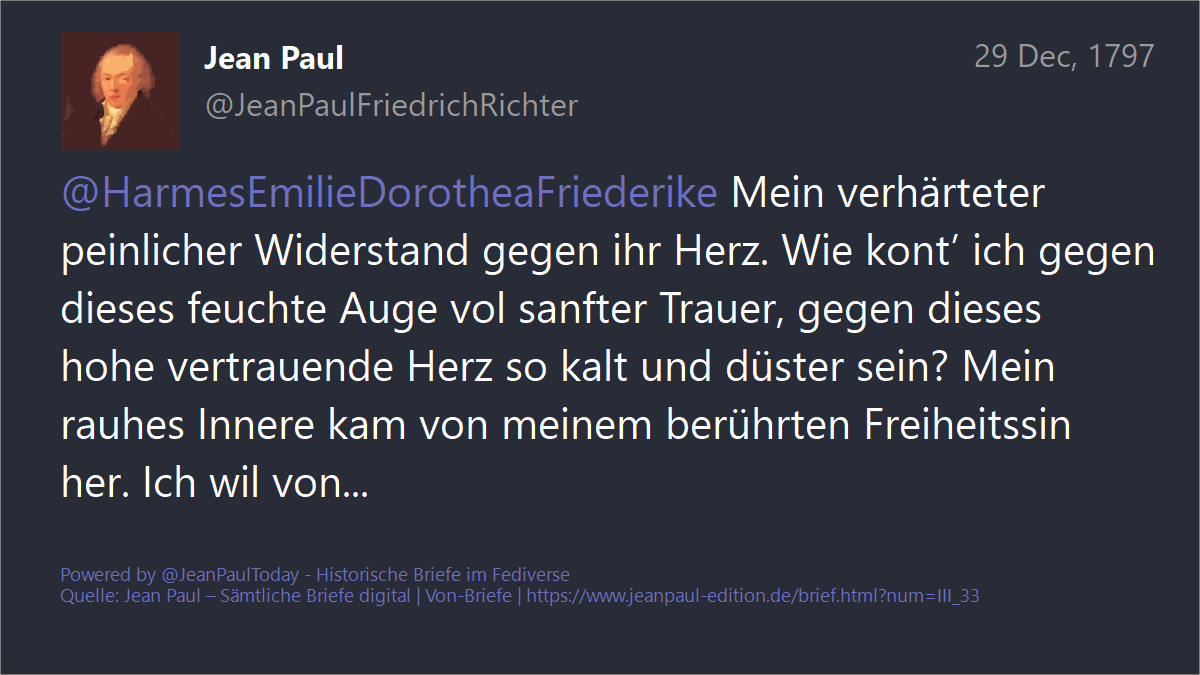 Jean Paul
29 Dec, 1797
@JeanPaulFriedrichRichter
@HarmesEmilieDorotheaFriederike Mein verhärteter
peinlicher Widerstand gegen ihr Herz. Wie kont’ ich gegen
dieses feuchte Auge vol sanfter Trauer, gegen dieses
hohe vertrauende Herz so kalt und düster sein? Mein
rauhes Innere kam von meinem berührten Freiheitssin
her. Ich wil von...
Powered by @JeanPaulToday - Historische Briefe im Fediverse
Quelle: Jean Paul – Sämtliche Briefe digital | Von-Briefe | https://www.jeanpaul-edition.de/brief.html?num=III_33